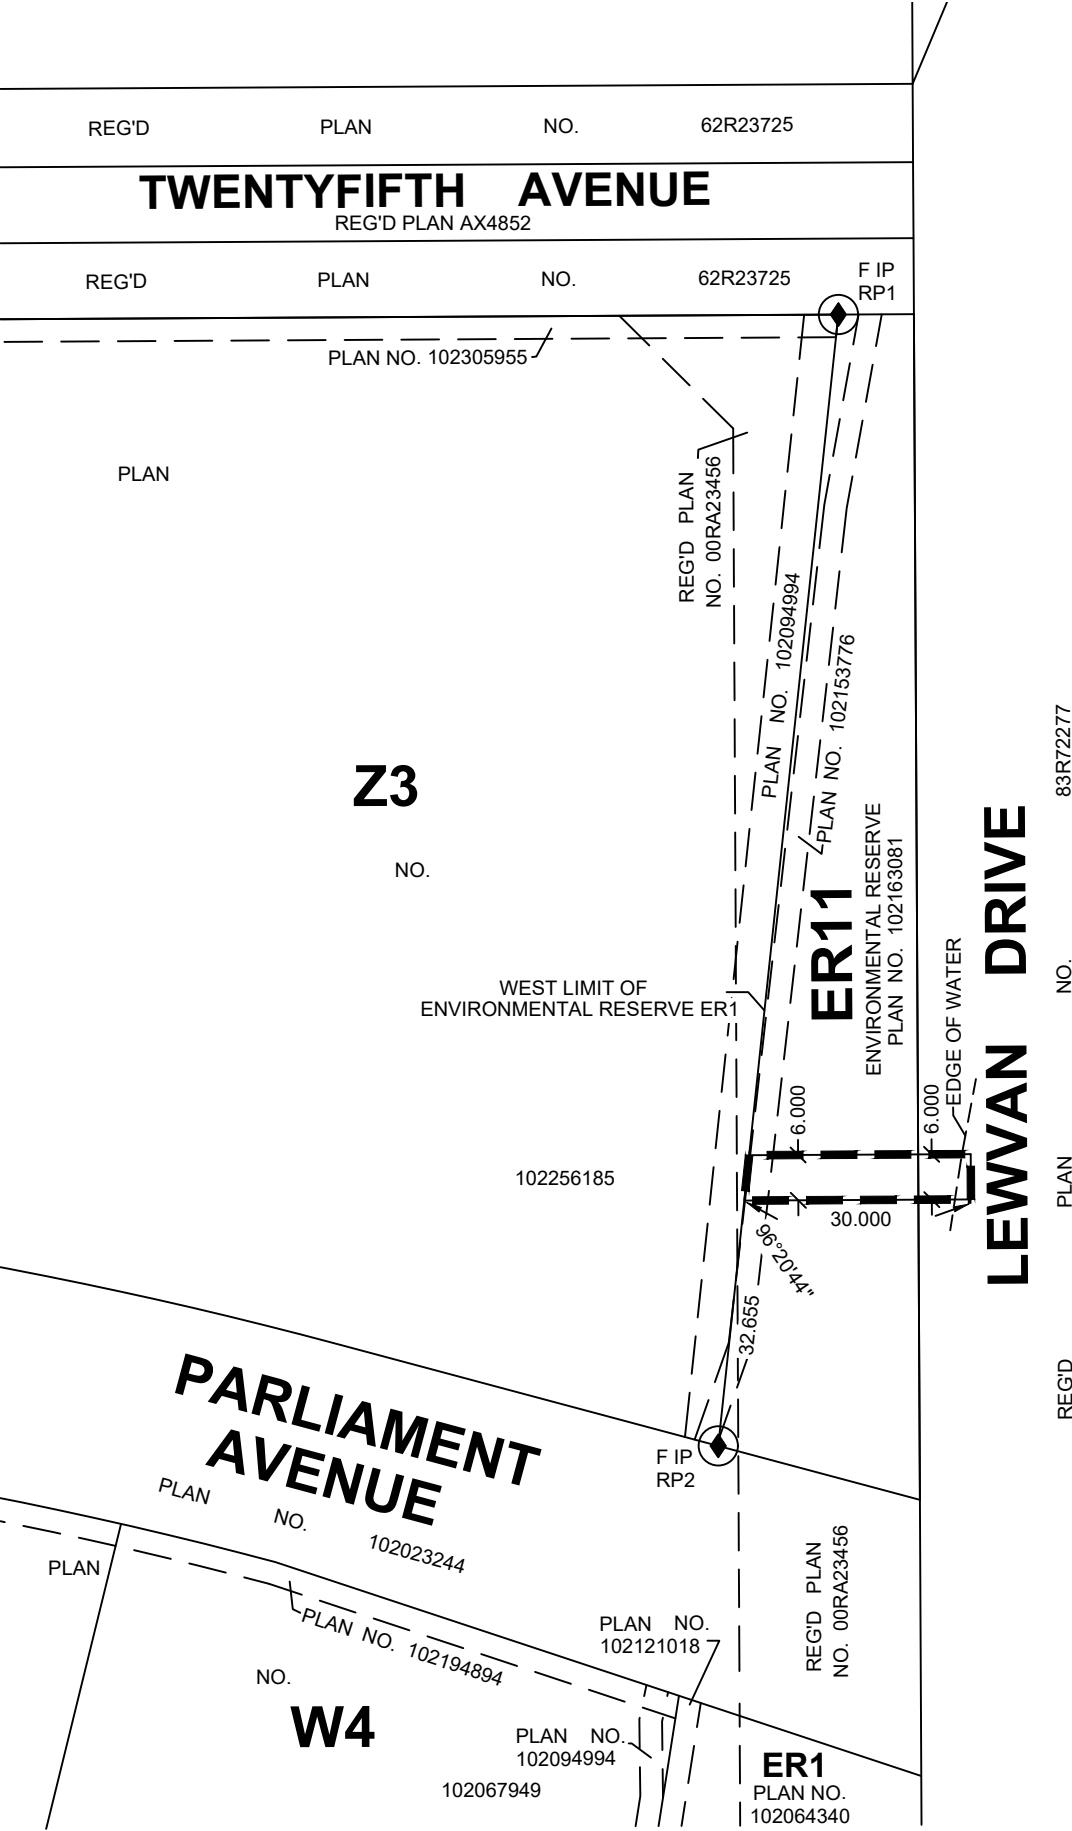 REG'D PLAN NO. 62R23725
TWENTYFIFTH AVENUE
REG'D PLAN AX4852
REG'D PLAN NO. 62R23725
F IP
RP1
PLAN NO. 102305955
PLAN
REG'D PLAN
NO. 00RA23456
PLAN NO. 102094994
PLAN NO. 102153776
Z3
NO.
102256185
WEST LIMIT OF
ENVIRONMENTAL RESERVE ER1
ER11
ENVIRONMENTAL RESERVE
PLAN NO. 102163081
EDGE OF WATER
LEWVAN DRIVE
REG'D PLAN NO. 83R72277
6.000
6.000
30.000
96°20'44"
32.655
PARLIAMENT
AVENUE
PLAN NO. 102023244
F IP
RP2
PLAN
PLAN NO. 102194894
NO.
W4
102067949
PLAN NO.
102121018
PLAN NO.
102094994
REG'D PLAN
NO. 00RA23456
ER1
PLAN NO.
102064340